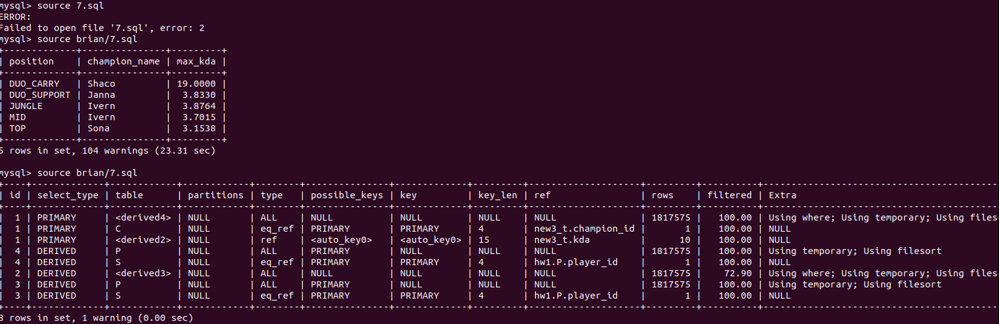 mysql> source 7.sql
ERROR:
Failed to open file '7.sql', error: 2
mysql> source brian/7.sql
+-------------+---------------+---------+
| position    | champion_name | max_kda |
+-------------+---------------+---------+
| DUO_CARRY   | Shaco         | 19.0000 |
| DUO_SUPPORT | Janna         |  3.8330 |
| JUNGLE      | Ivern         |  3.8764 |
| MID         | Ivern         |  3.7015 |
| TOP         | Sona          |  3.1538 |
+-------------+---------------+---------+
5 rows in set, 104 warnings (23.31 sec)
mysql> source brian/7.sql
+----+-------------+------------+------------+--------+---------------+-------------+---------+--------------------+---------+----------+------------------------------------------
| id | select_type | table      | partitions | type   | possible_keys | key         | key_len | ref                | rows    | filtered | Extra
+----+-------------+------------+------------+--------+---------------+-------------+---------+--------------------+---------+----------+------------------------------------------
|  1 | PRIMARY     | <derived4> | NULL       | ALL    | NULL          | NULL        | NULL    | NULL               | 1817575 |   100.00 | Using where; Using temporary; Using files
|  1 | PRIMARY     | C          | NULL       | eq_ref | PRIMARY       | PRIMARY     | 4       | new3_t.champion_id |       1 |   100.00 | NULL
|  1 | PRIMARY     | <derived2> | NULL       | ref    | <auto_key0>   | <auto_key0> | 15      | new3_t.kda         |      10 |   100.00 | NULL
|  4 | DERIVED     | P          | NULL       | ALL    | PRIMARY       | NULL        | NULL    | NULL               | 1817575 |   100.00 | Using temporary; Using filesort
|  4 | DERIVED     | S          | NULL       | eq_ref | PRIMARY       | PRIMARY     | 4       | hw1.P.player_id    |       1 |   100.00 | NULL
|  2 | DERIVED     | <derived3> | NULL       | ALL    | NULL          | NULL        | NULL    | NULL               | 1817575 |    72.90 | Using where; Using temporary; Using files
|  3 | DERIVED     | P          | NULL       | ALL    | PRIMARY       | NULL        | NULL    | NULL               | 1817575 |   100.00 | Using temporary; Using filesort
|  3 | DERIVED     | S          | NULL       | eq_ref | PRIMARY       | PRIMARY     | 4       | hw1.P.player_id    |       1 |   100.00 | NULL
+----+-------------+------------+------------+--------+---------------+-------------+---------+--------------------+---------+----------+------------------------------------------
8 rows in set, 1 warning (0.00 sec)